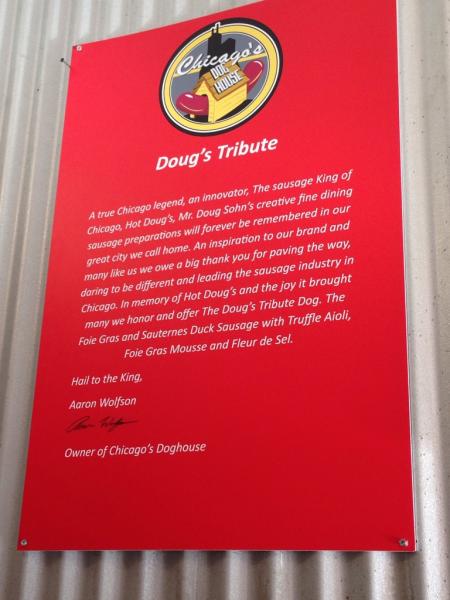 Chicago's
DOG
HOUSE
Doug's Tribute
A true Chicago legend, an innovator, The sausage King of
Chicago, Hot Doug's, Mr. Doug Sohn's creative fine dining
sausage preparations will forever be remembered in our
great city we call home. An inspiration to our brand and
many like us we owe a big thank you for paving the way,
daring to be different and leading the sausage industry in
Chicago. In memory of Hot Doug's and the joy it brought
many we honor and offer The Doug's Tribute Dog. The
Foie Gras and Sauternes Duck Sausage with Truffle Aioli,
Foie Gras Mousse and Fleur de Sel.
Hail to the King,
Aaron Wolfson
Owner of Chicago's Doghouse